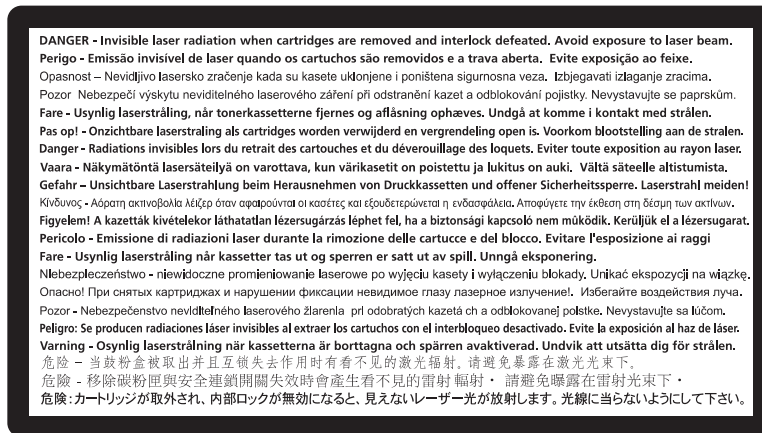 DANGER - Invisible laser radiation when cartridges are removed and interlock defeated. Avoid exposure to laser beam.
Perigo - Emissão invisível de laser quando os cartuchos são removidos e a trava aberta. Evite exposição ao feixe.
Opasnost – Nevidljivo lasersko zračenje kada su kasete uklonjene i poništena sigurnosna veza. Izbjegavati izlaganje zracima.
Pozor Nebezpečí výskytu neviditelného laserového záření při odstranění kazet a odblokování pojistky. Nevystavujte se paprskům.
Fare - Usynlig laserstråling, når tonerkassetterne fjernes og aflåsning ophæves. Undgå at komme i kontakt med strålen.
Pas op! - Onzichtbare laserstraling als cartridges worden verwijderd en vergrendeling open is. Voorkom blootstelling aan de stralen.
Danger - Radiations invisibles lors du retrait des cartouches et du déverouillage des loquets. Eviter toute exposition au rayon laser.
Vaara - Näkymätöntä lasersäteilyä on varottava, kun värikasetit on poistettu ja lukitus on auki. Vältä säteelle altistumista.
Gefahr – Unsichtbare Laserstrahlung beim Herausnehmen von Druckkassetten und offener Sicherheitssperre. Laserstrahl meiden!
Κίνδυνος - Αόρατη ακτινοβολία λέιζερ όταν αφαιρούνται οι κασέτες και εξουδετερώνεται η ενδασφάλεια. Αποφύγετε την έκθεση στη δέσμη των ακτίνων.
Figyelem! A kazetták kivételekor láthatatlan lézersugárzás léphet fel, ha a biztonsági kapcsoló nem működik. Kerüljük el a lézersugarat.
Pericolo - Emissione di radiazioni laser durante la rimozione delle cartucce e del blocco. Evitare l'esposizione ai raggi
Fare - Usynlig laserstråling når kassetter tas ut og sperren er satt ut av spill. Unngå eksponering.
NIebezpIeczeństwo - niewidoczne promieniowanie laserowe po wyjęciu kasety i wyłączeniu blokady. Unikać ekspozycji na wiązkę.
Опасно! При снятых картриджах и нарушении фиксации невидимое глазу лазерное излучение!. Избегайте воздействия луча.
Pozor - Nebezpečenstvo nevIdIteľného laserového žIarenIa prI odobratých kazetá ch a odblokovanej poIstke. Nevystavujte sa lúčom.
Peligro: Se producen radiaciones láser invisibles al extraer los cartuchos con el interbloqueo desactivado. Evite la exposición al haz de láser.
Varning - Osynlig laserstrålning när kassetterna är borttagna och spärren avaktiverad. Undvik att utsätta dig för strålen.
危险 - 当鼓粉盒被取出并且互锁失去作用时有看不见的激光辐射. 请避免暴露在激光光束下.
危險 - 移除碳粉匣與安全連鎖開關失效時會產生看不見的雷射 輻射· 請避免曝露在雷射光束下·
危険:カートリッジが取外され、内部ロックが無効になると、見えないレーザー光が放射します。光線に当らないようにして下さい。